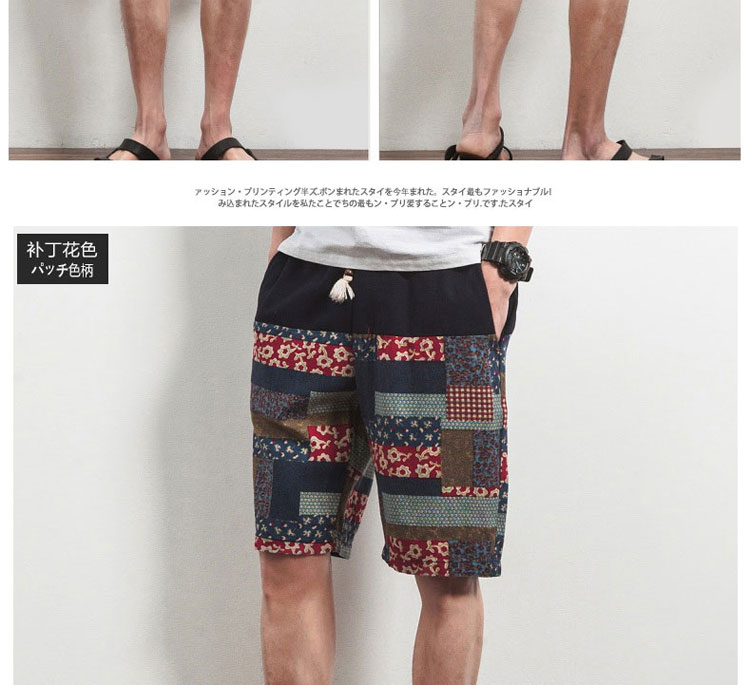 ァッション・プリンティング半ズ.ボンまれたスタイを今年まれた。スタイ最もファッショナブル!
み込まれたスタイルを私たことでちの最もン・プリ愛することン・プリ.です.たスタイ
补丁花色
パッチ色柄